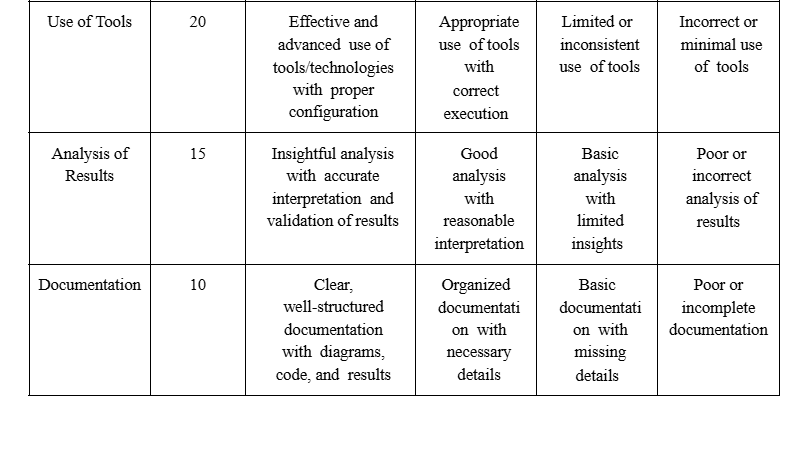 Use of Tools
20
Effective and
advanced use of
tools/technologies
with proper
configuration
Appropriate
use of tools
with
correct
execution
Limited or
inconsistent
use of tools
Incorrect or
minimal use
of tools
Analysis of
Results
15
Insightful analysis
with accurate
interpretation and
validation of results
Good
analysis
with
reasonable
interpretation
Basic
analysis
with
limited
insights
Poor or
incorrect
analysis of
results
Documentation
10
Clear,
well-structured
documentation
with diagrams,
code, and results
Organized
documentati
on with
necessary
details
Basic
documentati
on with
missing
details
Poor or
incomplete
documentation